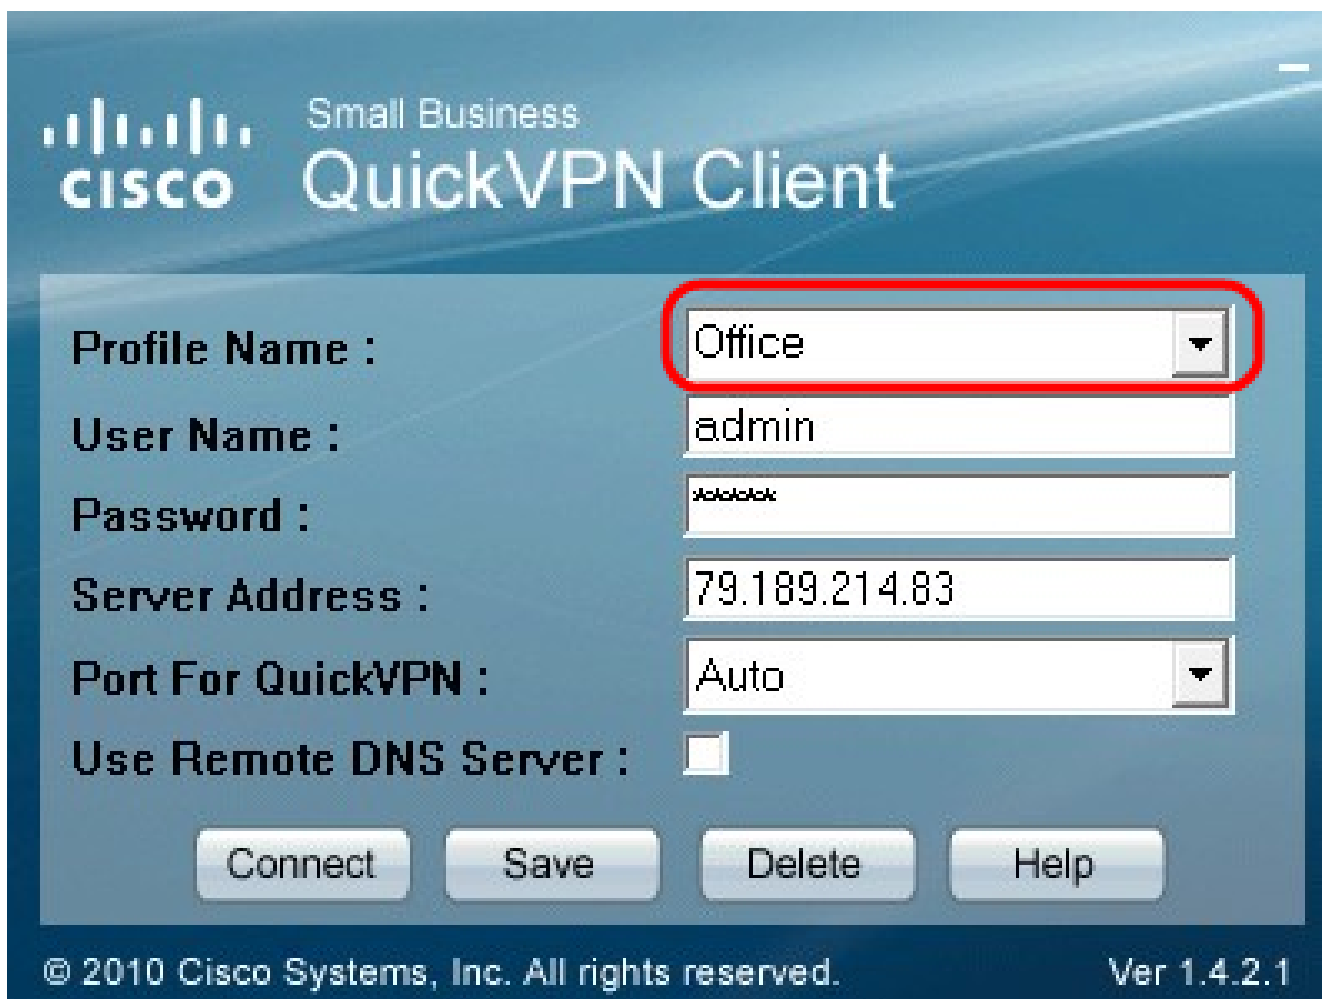 Small Business
CISCO QuickVPN Client
Profile Name : Office
User Name : admin
Password : ******
Server Address : 79.189.214.83
Port For QuickVPN : Auto
Use Remote DNS Server :
Connect Save Delete Help
© 2010 Cisco Systems, Inc. All rights reserved. Ver 1.4.2.1